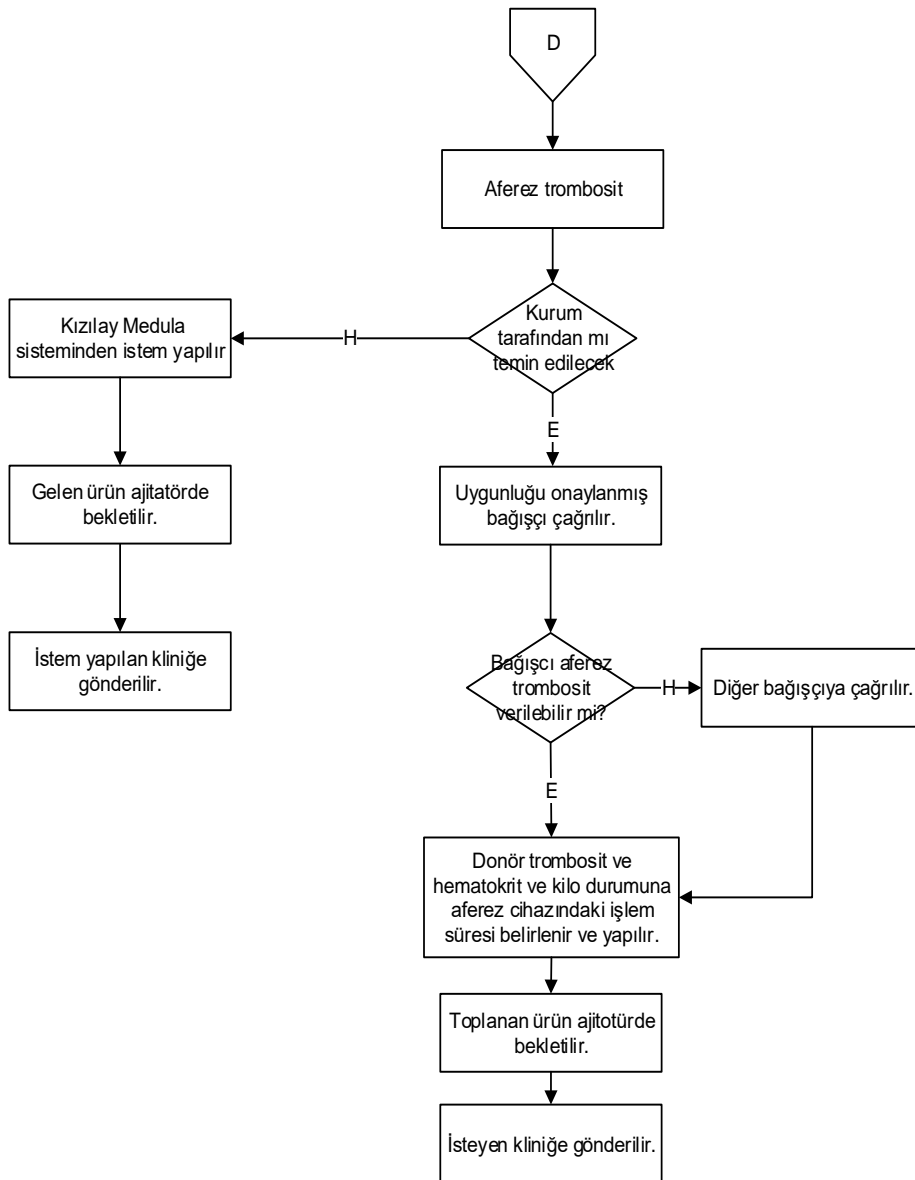 D
Aferez trombosit
Kurum
tarafından mı
temin edilecek
H
Kızılay Medula
sisteminden istem yapılır
Gelen ürün ajitatörde
bekletilir.
İstem yapılan kliniğe
gönderilir.
E
Uygunluğu onaylanmış
bağışçı çağrılır.
Bağışcı aferez
trombosit
verilebilir mi?
H
Diğer bağışçıya çağrılır.
E
Donör trombosit ve
hematokrit ve kilo durumuna
aferez cihazındaki işlem
süresi belirlenir ve yapılır.
Toplanan ürün ajitotürde
bekletilir.
İsteyen kliniğe gönderilir.